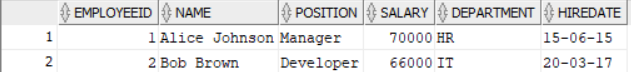 EMPLOYEEID NAME POSITION SALARY DEPARTMENT HIREDATE
1 1 Alice Johnson Manager 70000 HR 15-06-15
2 2 Bob Brown Developer 66000 IT 20-03-17